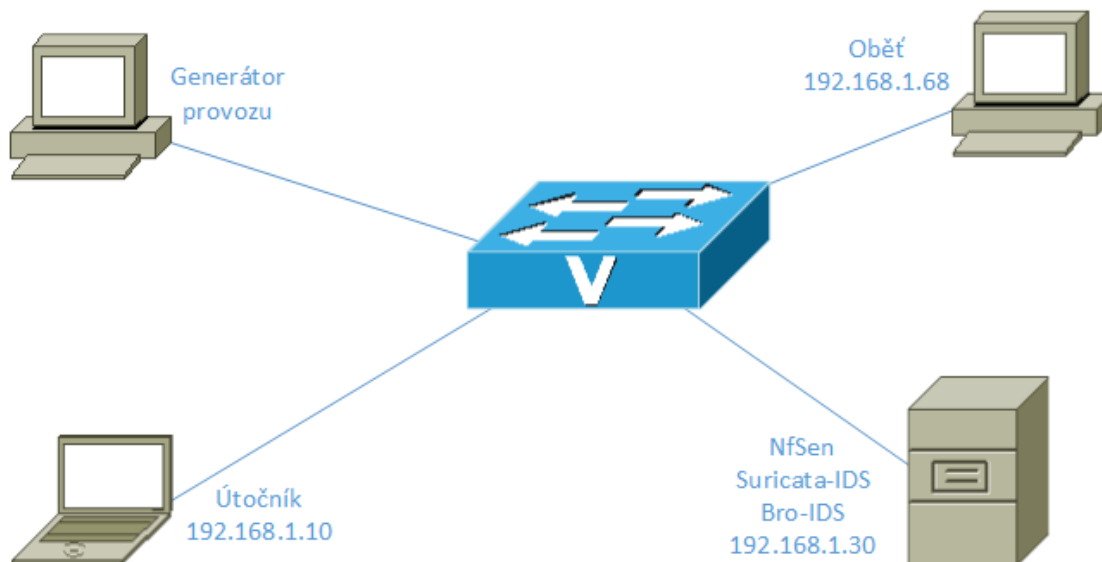 Generátor
provozu
Oběť
192.168.1.68
V
Útočník
192.168.1.10
NfSen
Suricata-IDS
Bro-IDS
192.168.1.30